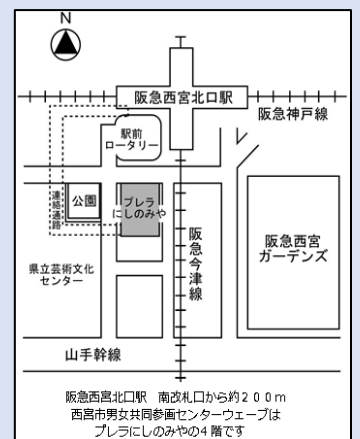 N
阪急西宮北口駅
阪急神戸線
駅前
ロータリー
連絡通路
公園
プレラ
にしのみや
阪急今津線
阪急西宮
ガーデンズ
県立芸術文化
センター
山手幹線
阪急西宮北口駅 南改札口から約200m
西宮市男女共同参画センターウェーブは
プレラにしのみやの4階です